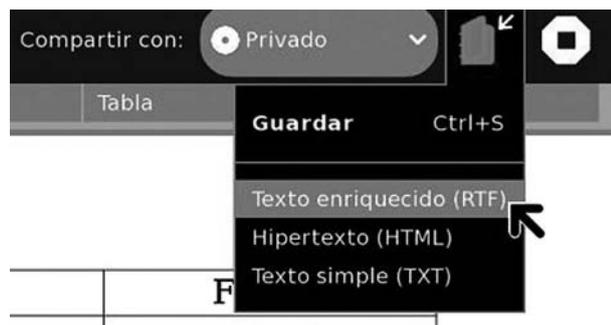 Compartir con: Privado
Tabla
Guardar Ctrl+S
Texto enriquecido (RTF)
Hipertexto (HTML)
Texto simple (TXT)
F